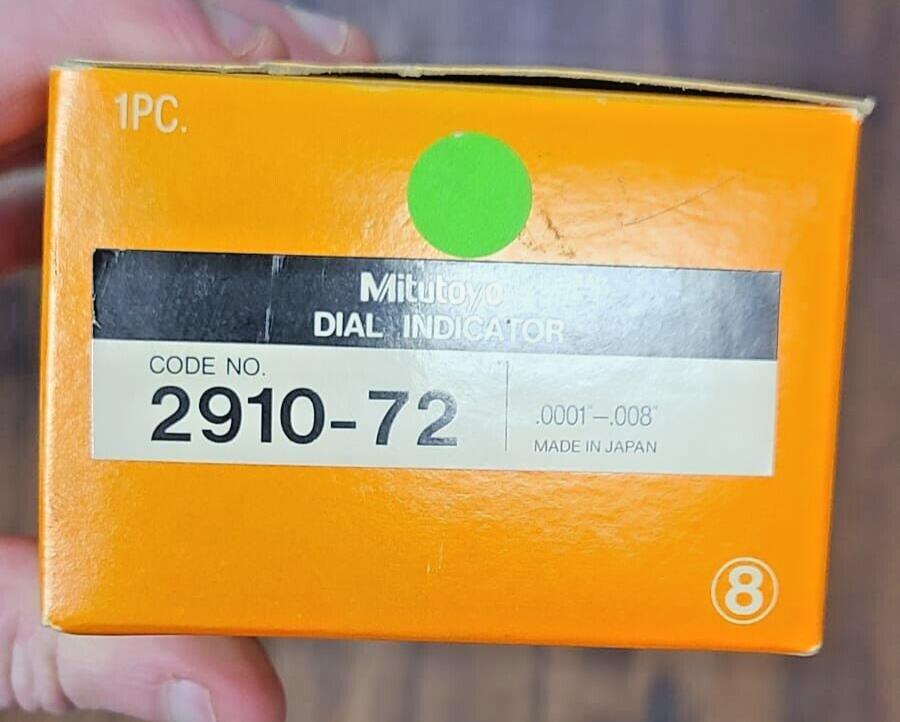 1PC.
Mitutoyo
DIAL INDICATOR
CODE NO.
2910-72
.0001"–.008"
MADE IN JAPAN
8